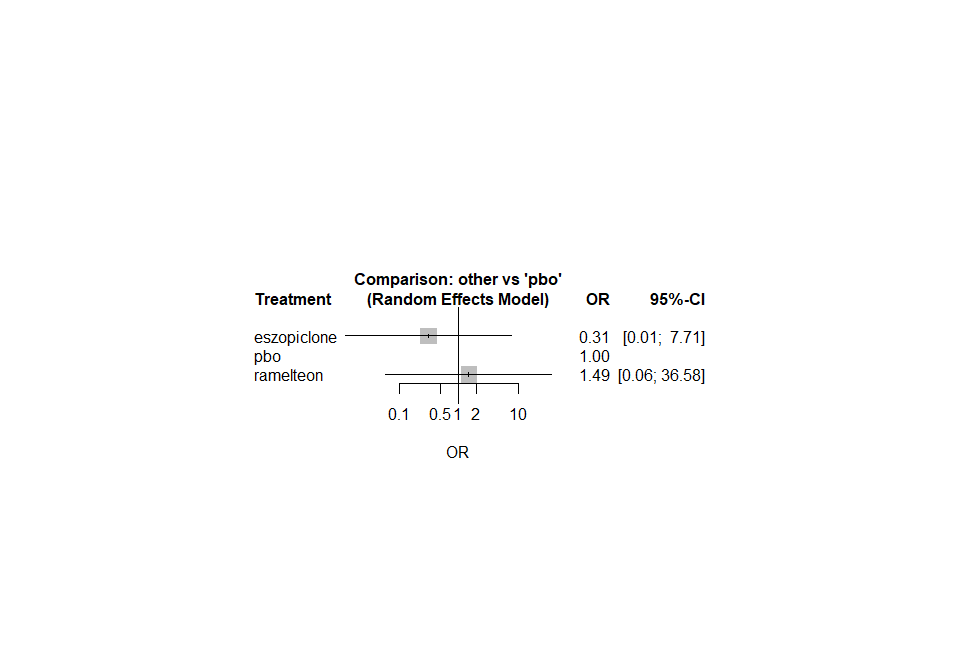 Comparison: other vs 'pbo'
Treatment (Random Effects Model) OR 95%-CI
eszopiclone 0.31 [0.01; 7.71]
pbo 1.00
ramelteon 1.49 [0.06; 36.58]
0.1 0.5 1 2 10
OR